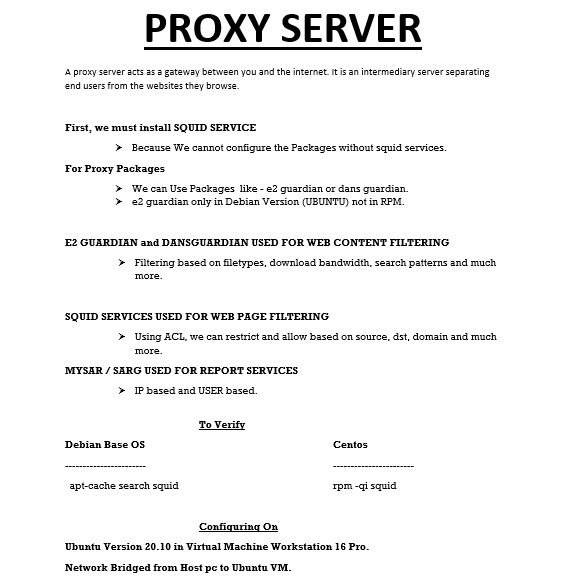 PROXY SERVER
A proxy server acts as a gateway between you and the internet. It is an intermediary server separating
end users from the websites they browse.
First, we must install SQUID SERVICE
➢ Because We cannot configure the Packages without squid services.
For Proxy Packages
➢ We can Use Packages like - e2 guardian or dans guardian.
➢ e2 guardian only in Debian Version (UBUNTU) not in RPM.
E2 GUARDIAN and DANSGUARDIAN USED FOR WEB CONTENT FILTERING
➢ Filtering based on filetypes, download bandwidth, search patterns and much
more.
SQUID SERVICES USED FOR WEB PAGE FILTERING
➢ Using ACL, we can restrict and allow based on source, dst, domain and much
more.
MYSAR / SARG USED FOR REPORT SERVICES
➢ IP based and USER based.
To Verify
Debian Base OS Centos
----------------------- -----------------------
apt-cache search squid rpm -qi squid
Configuring On
Ubuntu Version 20.10 in Virtual Machine Workstation 16 Pro.
Network Bridged from Host pc to Ubuntu VM.